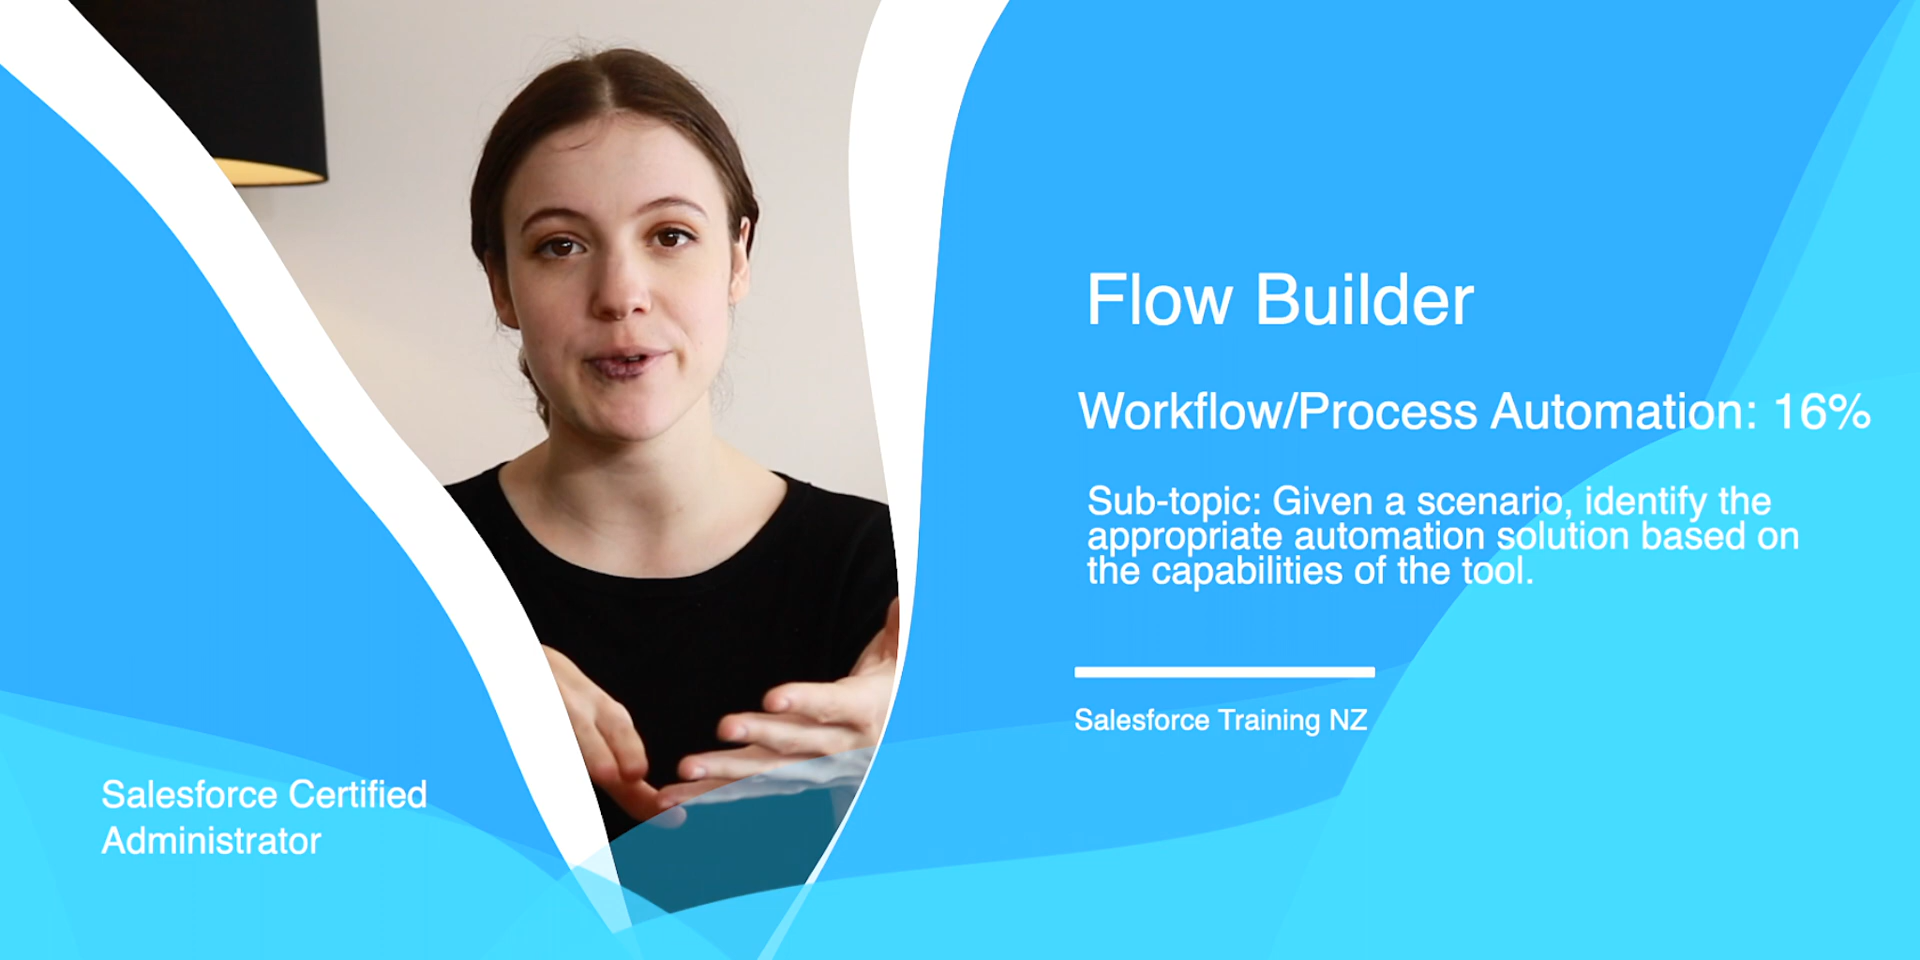 Flow Builder
Workflow/Process Automation: 16%
Sub-topic: Given a scenario, identify the
appropriate automation solution based on
the capabilities of the tool.
Salesforce Training NZ
Salesforce Certified
Administrator